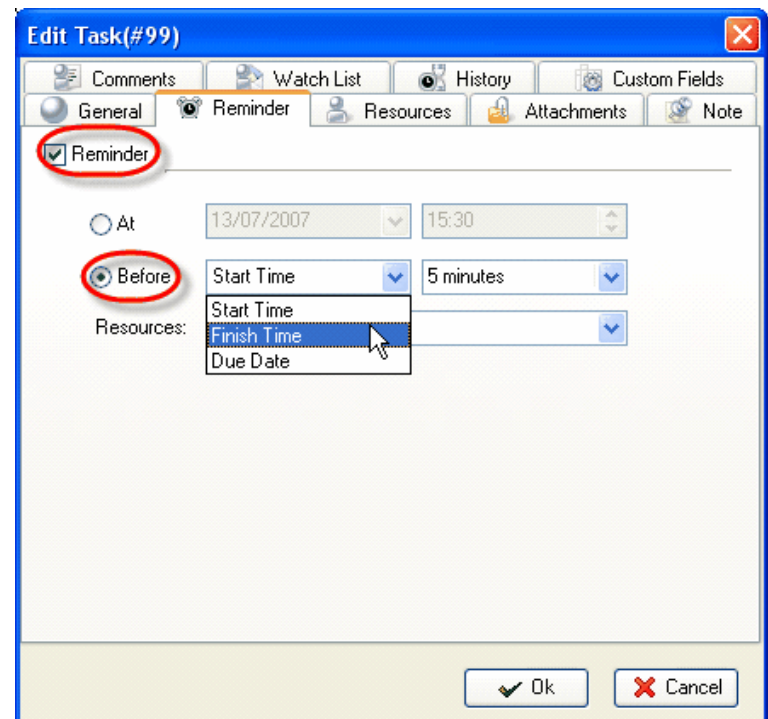 Edit Task(#99)
Comments Watch List History Custom Fields
General Reminder Resources Attachments Note
Reminder
At 13/07/2007 15:30
Before Start Time 5 minutes
Start Time
Resources: Finish Time
Due Date
Ok Cancel